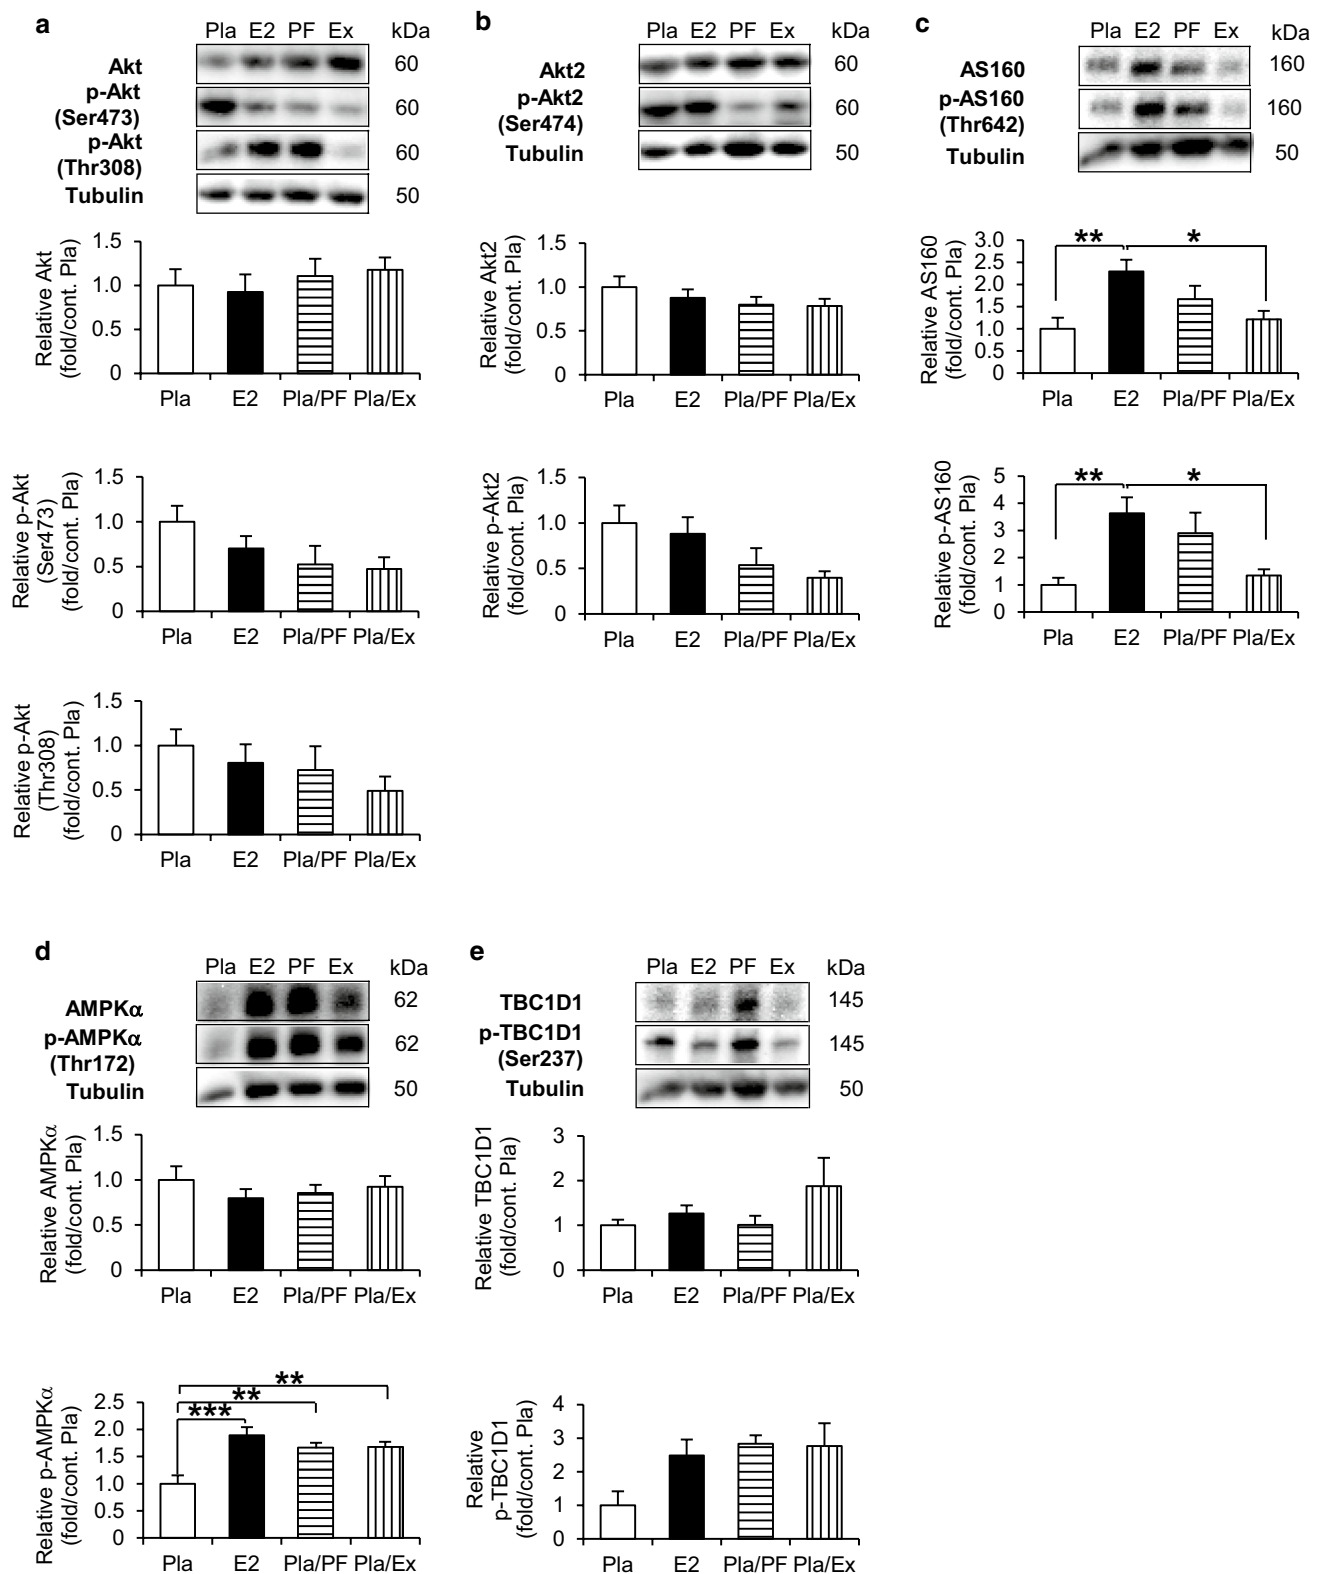 a
Pla E2 PF Ex kDa
Akt 60
p-Akt
(Ser473) 60
p-Akt
(Thr308) 60
Tubulin 50
Relative Akt
(fold/cont. Pla)
1.5
1.0
0.5
0
Pla E2 Pla/PF Pla/Ex
Relative p-Akt
(Ser473)
(fold/cont. Pla)
1.5
1.0
0.5
0
Pla E2 Pla/PF Pla/Ex
Relative p-Akt
(Thr308)
(fold/cont. Pla)
1.5
1.0
0.5
0
Pla E2 Pla/PF Pla/Ex
b
Pla E2 PF Ex kDa
Akt2 60
p-Akt2
(Ser474) 60
Tubulin 50
Relative Akt2
(fold/cont. Pla)
1.5
1.0
0.5
0
Pla E2 Pla/PF Pla/Ex
Relative p-Akt2
(fold/cont. Pla)
1.5
1.0
0.5
0
Pla E2 Pla/PF Pla/Ex
c
Pla E2 PF Ex kDa
AS160 160
p-AS160
(Thr642) 160
Tubulin 50
Relative AS160
(fold/cont. Pla)
3.0
2.5
2.0
1.5
1.0
0.5
0
** *
Pla E2 Pla/PF Pla/Ex
Relative p-AS160
(fold/cont. Pla)
5
4
3
2
1
0
** *
Pla E2 Pla/PF Pla/Ex
d
Pla E2 PF Ex kDa
AMPKα 62
p-AMPKα
(Thr172) 62
Tubulin 50
Relative AMPKα
(fold/cont. Pla)
1.5
1.0
0.5
0
Pla E2 Pla/PF Pla/Ex
Relative p-AMPKα
(fold/cont. Pla)
2.5
2.0
1.5
1.0
0.5
0
**
**
***
Pla E2 Pla/PF Pla/Ex
e
Pla E2 PF Ex kDa
TBC1D1 145
p-TBC1D1
(Ser237) 145
Tubulin 50
Relative TBC1D1
(fold/cont. Pla)
3
2
1
0
Pla E2 Pla/PF Pla/Ex
Relative
p-TBC1D1
(fold/cont. Pla)
4
3
2
1
0
Pla E2 Pla/PF Pla/Ex